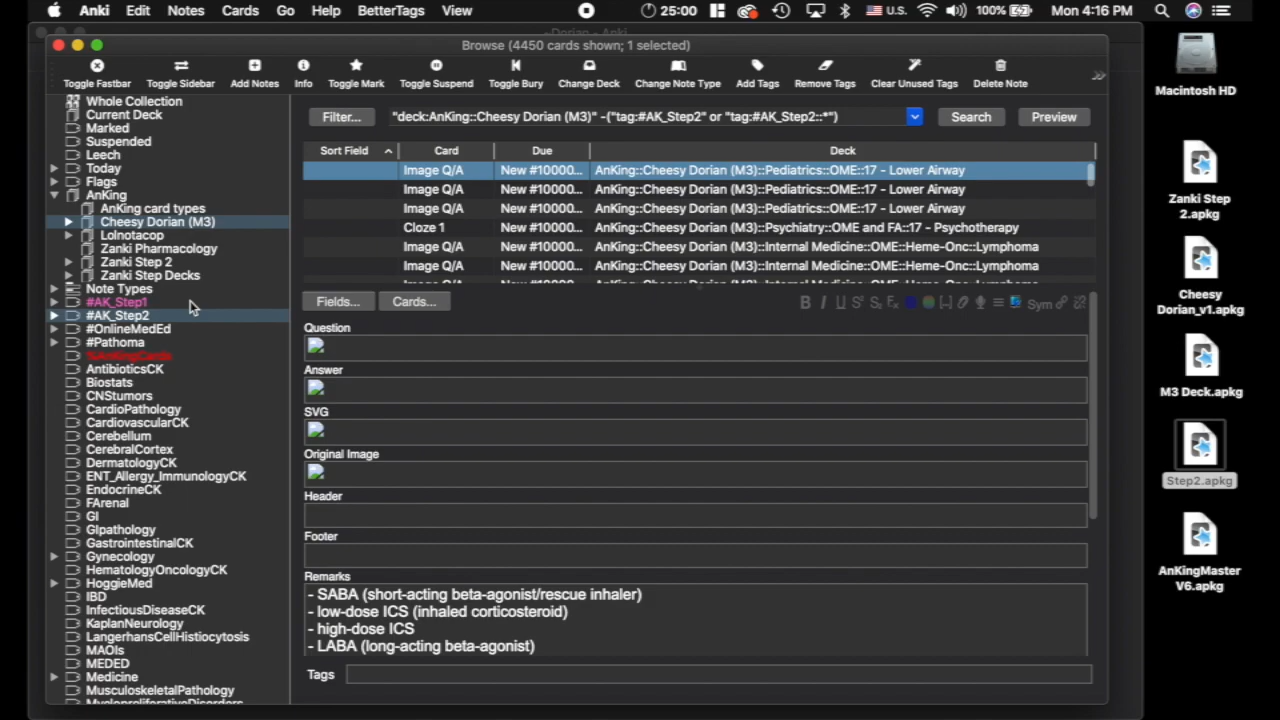 Anki Edit Notes Cards Go Help BetterTags View 25:00 U.S. 100% Mon 4:16 PM
Browse (4450 cards shown; 1 selected)
Toggle Fastbar Toggle Sidebar Add Notes Info Toggle Mark Toggle Suspend Toggle Bury Change Deck Change Note Type Add Tags Remove Tags Clear Unused Tags Delete Note
Whole Collection
Current Deck
Marked
Suspended
Leech
Today
Flags
AnKing
AnKing card types
Cheesy Dorian (M3)
Lolnotacop
Zanki Pharmacology
Zanki Step 2
Zanki Step Decks
Note Types
#AK_Step1
#AK_Step2
#OnlineMedEd
#Pathoma
%AnKingCards
AntibioticsCK
Biostats
CNStumors
CardioPathology
CardiovascularCK
Cerebellum
CerebralCortex
DermatologyCK
ENT_Allergy_ImmunologyCK
EndocrineCK
FArenal
GI
GIpathology
GastrointestinalCK
Gynecology
HematologyOncologyCK
HoggieMed
IBD
InfectiousDiseaseCK
KaplanNeurology
LangerhansCellHistiocytosis
MAOIs
MEDED
Medicine
MusculoskeletalPathology
MyeloproliferativeDisorders
Filter... "deck:AnKing::Cheesy Dorian (M3)" -("tag:#AK_Step2" or "tag:#AK_Step2::*") Search Preview
Sort Field Card Due Deck
Image Q/A New #10000... AnKing::Cheesy Dorian (M3)::Pediatrics::OME::17 - Lower Airway
Image Q/A New #10000... AnKing::Cheesy Dorian (M3)::Pediatrics::OME::17 - Lower Airway
Image Q/A New #10000... AnKing::Cheesy Dorian (M3)::Pediatrics::OME::17 - Lower Airway
Cloze 1 New #10000... AnKing::Cheesy Dorian (M3)::Psychiatry::OME and FA::17 - Psychotherapy
Image Q/A New #10000... AnKing::Cheesy Dorian (M3)::Internal Medicine::OME::Heme-Onc::Lymphoma
Image Q/A New #10000... AnKing::Cheesy Dorian (M3)::Internal Medicine::OME::Heme-Onc::Lymphoma
Fields... Cards... B I U Sym
Question
Answer
SVG
Original Image
Header
Footer
Remarks
- SABA (short-acting beta-agonist/rescue inhaler)
- low-dose ICS (inhaled corticosteroid)
- high-dose ICS
- LABA (long-acting beta-agonist)
Tags
Macintosh HD
Zanki Step
2.apkg
Cheesy
Dorian_v1.apkg
M3 Deck.apkg
Step2.apkg
AnKingMaster
V6.apkg